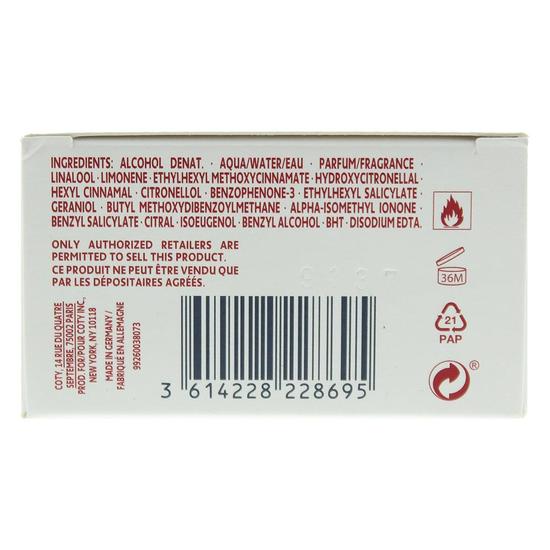 INGREDIENTS: ALCOHOL DENAT. · AQUA/WATER/EAU · PARFUM/FRAGRANCE ·
LINALOOL · LIMONENE · ETHYLHEXYL METHOXYCINNAMATE · HYDROXYCITRONELLAL ·
HEXYL CINNAMAL · CITRONELLOL · BENZOPHENONE-3 · ETHYLHEXYL SALICYLATE ·
GERANIOL · BUTYL METHOXYDIBENZOYLMETHANE · ALPHA-ISOMETHYL IONONE ·
BENZYL SALICYLATE · CITRAL · ISOEUGENOL · BENZYL ALCOHOL · BHT · DISODIUM EDTA.
ONLY AUTHORIZED RETAILERS ARE
PERMITTED TO SELL THIS PRODUCT.
CE PRODUIT NE PEUT ÊTRE VENDU QUE
PAR LES DÉPOSITAIRES AGRÉÉS.
COTY, 14 RUE DU QUATRE
SEPTEMBRE, 75002 PARIS
PROD. FOR/POUR COTY INC,
NEW YORK, NY 10118
MADE IN GERMANY /
FABRIQUÉ EN ALLEMAGNE
99260038073
3 614228 228695
36M
21
PAP
®